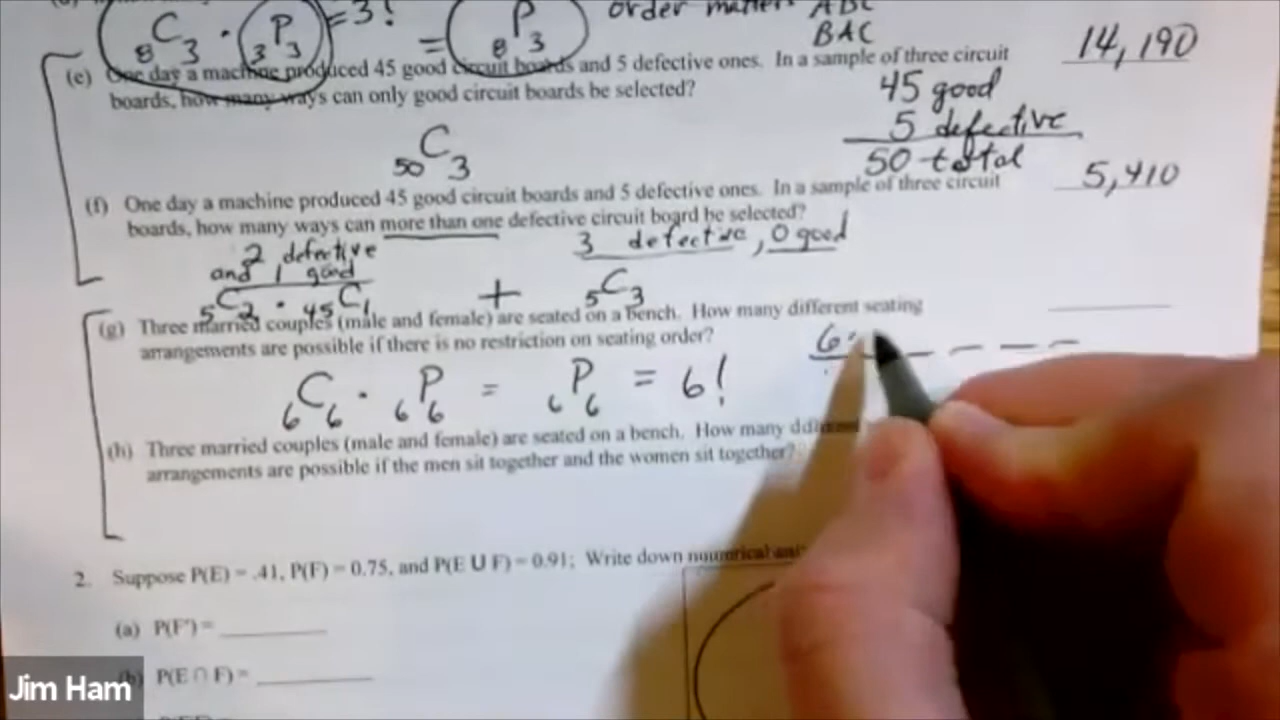 8C3 · 3P3 = 3! = 8P3 order matters ABC
BAC
14,190
(e) One day a machine produced 45 good circuit boards and 5 defective ones. In a sample of three circuit
boards, how many ways can only good circuit boards be selected?
45 good
5 defective
50 total
50C3
5,410
(f) One day a machine produced 45 good circuit boards and 5 defective ones. In a sample of three circuit
boards, how many ways can more than one defective circuit board be selected?
2 defective
and 1 good
3 defective, 0 good
5C2 · 45C1 + 5C3
(g) Three married couples (male and female) are seated on a bench. How many different seating
arrangements are possible if there is no restriction on seating order?
6C6 · 6P6 = 6P6 = 6!
6 ·
(h) Three married couples (male and female) are seated on a bench. How many
arrangements are possible if the men sit together and the women sit together?
2. Suppose P(E) = .41, P(F) = 0.75, and P(E U F) = 0.91; Write down numerical
(a) P(F') =
P(E ∩ F) =
Jim Ham